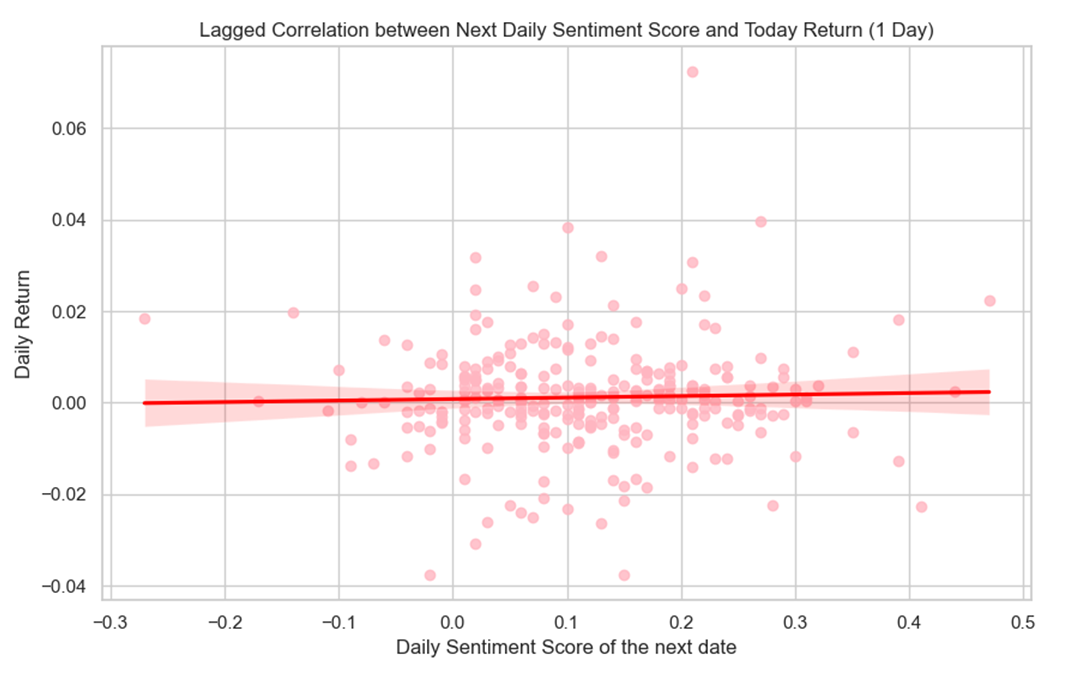 Lagged Correlation between Next Daily Sentiment Score and Today Return (1 Day)
0.06
0.04
0.02
0.00
−0.02
−0.04
Daily Return
−0.3 −0.2 −0.1 0.0 0.1 0.2 0.3 0.4 0.5
Daily Sentiment Score of the next date